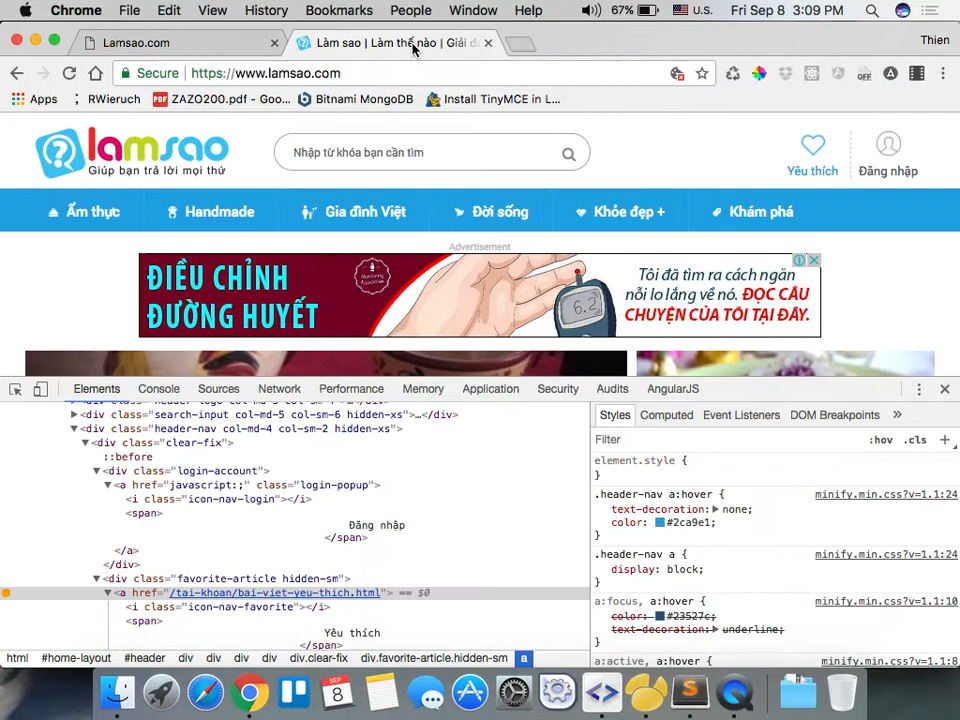 Chrome File Edit View History Bookmarks People Window Help 67% U.S. Fri Sep 8 3:09 PM
Lamsao.com Làm sao | Làm thế nào | Giải đ Thien
Secure https://www.lamsao.com OFF A
Apps RWieruch PDF ZAZO200.pdf - Goo... Bitnami MongoDB Install TinyMCE in L...
lamsao
Giúp bạn trả lời mọi thứ
Nhập từ khóa bạn cần tìm
Yêu thích
Đăng nhập
Ẩm thực Handmade Gia đình Việt Đời sống Khỏe đẹp + Khám phá
Advertisement
ĐIỀU CHỈNH
ĐƯỜNG HUYẾT
6.2
Tôi đã tìm ra cách ngăn
nỗi lo lắng về nó. ĐỌC CÂU
CHUYỆN CỦA TÔI TẠI ĐÂY.
Elements Console Sources Network Performance Memory Application Security Audits AngularJS
<div class="search-input col-md-5 col-sm-6 hidden-xs">…</div>
<div class="header-nav col-md-4 col-sm-2 hidden-xs">
<div class="clear-fix">
::before
<div class="login-account">
<a href="javascript:;" class="login-popup">
<i class="icon-nav-login"></i>
<span>
Đăng nhập
</span>
</a>
</div>
<div class="favorite-article hidden-sm">
<a href="/tai-khoan/bai-viet-yeu-thich.html"> == $0
<i class="icon-nav-favorite"></i>
<span>
Yêu thích
</span>
html #home-layout #header div div div div div.clear-fix div.favorite-article.hidden-sm a
Styles Computed Event Listeners DOM Breakpoints »
Filter :hov .cls +
element.style {
}
.header-nav a:hover { minify.min.css?v=1.1:24
text-decoration: none;
color: #2ca9e1;
}
.header-nav a { minify.min.css?v=1.1:24
display: block;
}
a:focus, a:hover { minify.min.css?v=1.1:10
color: #23527c;
text-decoration: underline;
}
a:active, a:hover { minify.min.css?v=1.1:8
SEP
8